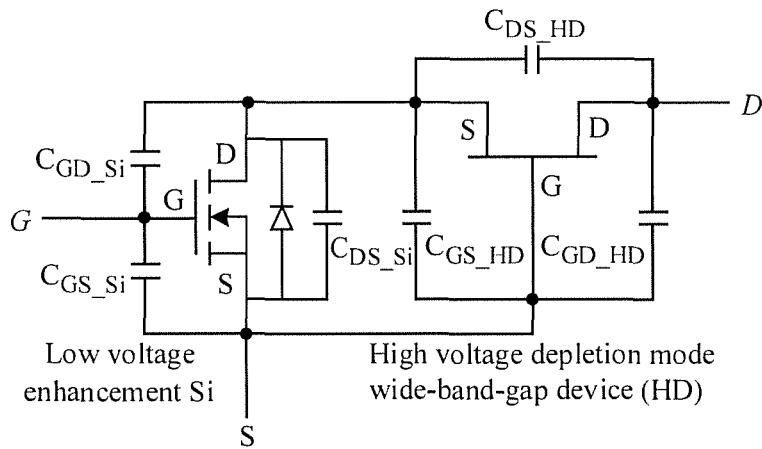 C_DS_HD
D
S
D
C_GD_Si
D
G
G
G
C_DS_Si
C_GS_HD
C_GD_HD
C_GS_Si
S
Low voltage
enhancement Si
High voltage depletion mode
wide-band-gap device (HD)
S